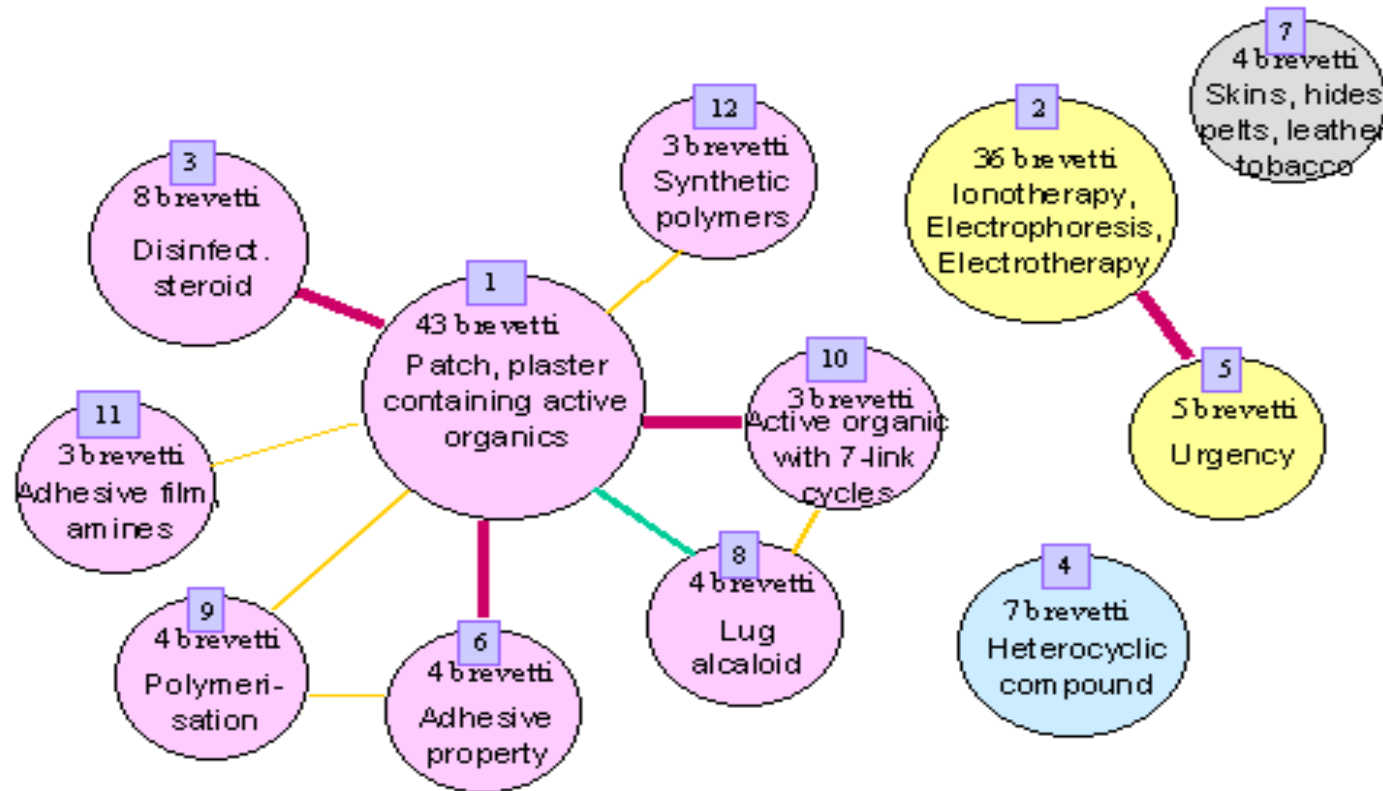 7
4 brevetti
Skins, hides
pelts, leather
tobacco
2
36 brevetti
Ionotherapy,
Electrophoresis,
Electrotherapy
12
3 brevetti
Synthetic
polymers
3
8 brevetti
Disinfect.
steroid
1
43 brevetti
Patch, plaster
containing active
organics
10
3 brevetti
Active organic
with 7-link
cycles
5
5 brevetti
Urgency
11
3 brevetti
Adhesive film,
amines
8
4 brevetti
Lug
alcaloid
4
7 brevetti
Heterocyclic
compound
9
4 brevetti
Polymeri-
sation
6
4 brevetti
Adhesive
property